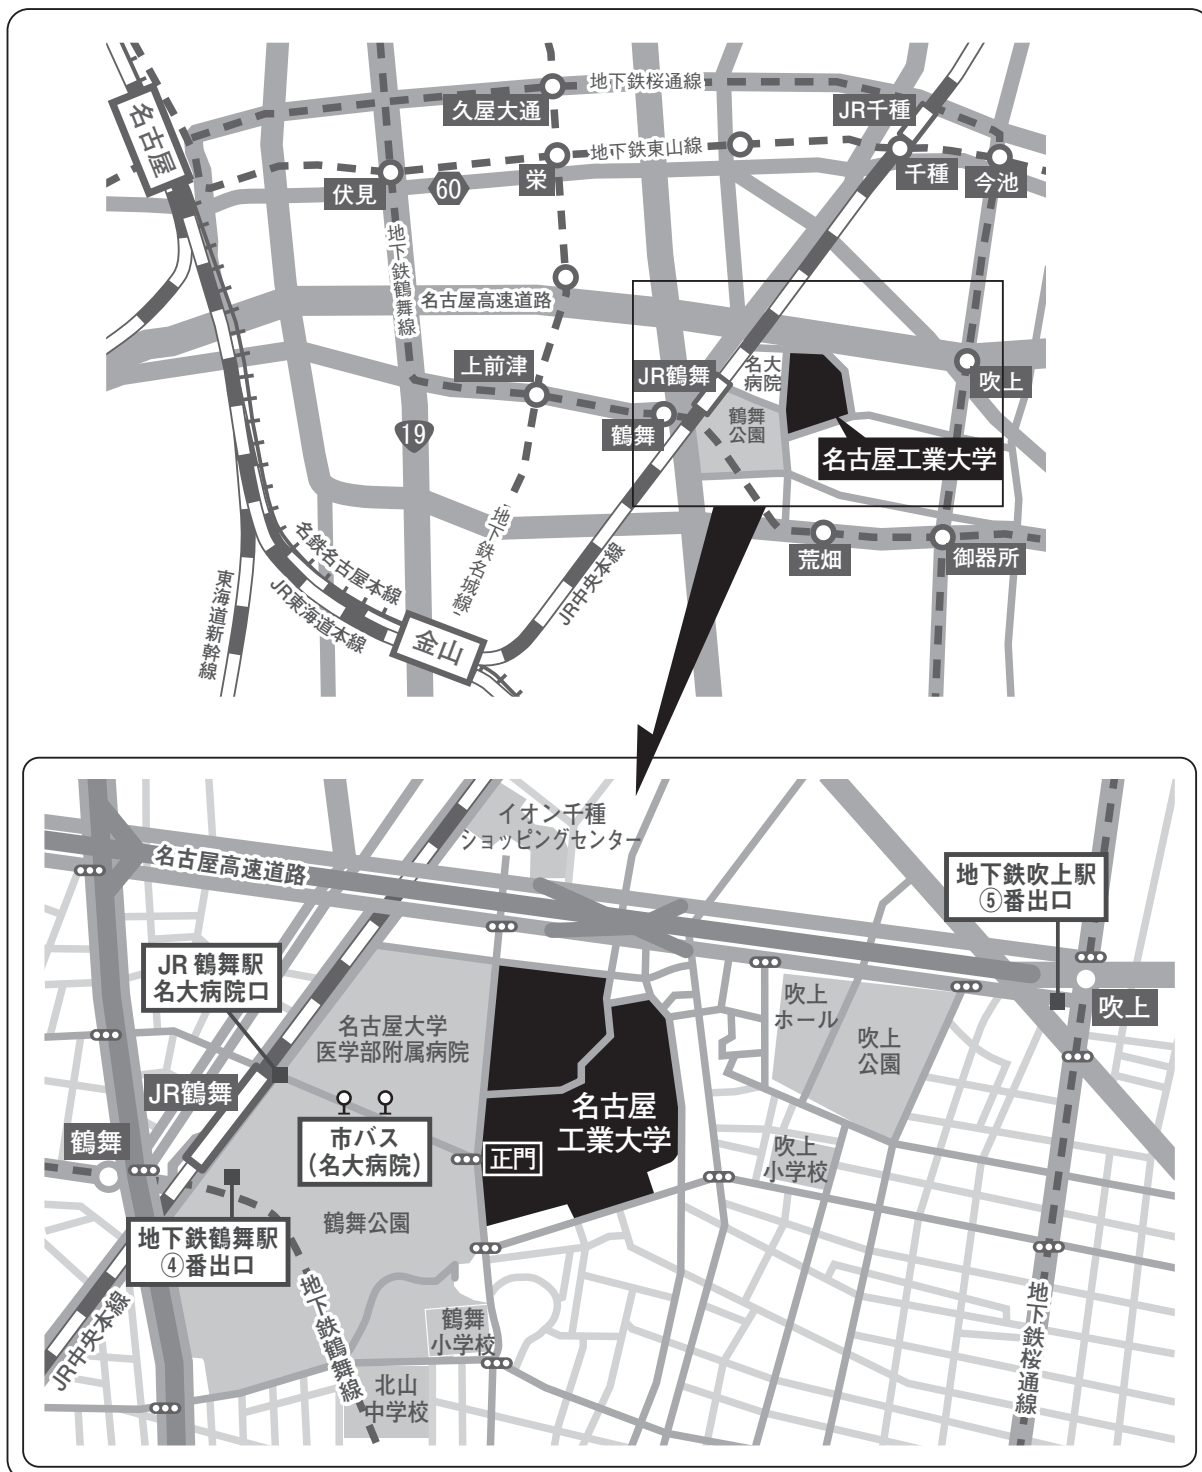 地下鉄桜通線
名古屋
久屋大通
JR千種
地下鉄東山線
伏見
60
栄
千種
今池
地下鉄鶴舞線
名古屋高速道路
上前津
JR鶴舞
名大
病院
吹上
19
鶴舞
鶴舞
公園
名古屋工業大学
名鉄名古屋本線
地下鉄名城線
荒畑
御器所
東海道新幹線
JR東海道本線
JR中央本線
金山
イオン千種
ショッピングセンター
名古屋高速道路
地下鉄吹上駅
⑤番出口
JR 鶴舞駅
名大病院口
吹上
ホール
吹上
名古屋大学
医学部附属病院
吹上
公園
JR鶴舞
名古屋
工業大学
鶴舞
市バス
（名大病院）
正門
吹上
小学校
鶴舞公園
地下鉄鶴舞駅
④番出口
地下鉄鶴舞線
JR中央本線
鶴舞
小学校
地下鉄桜通線
北山
中学校